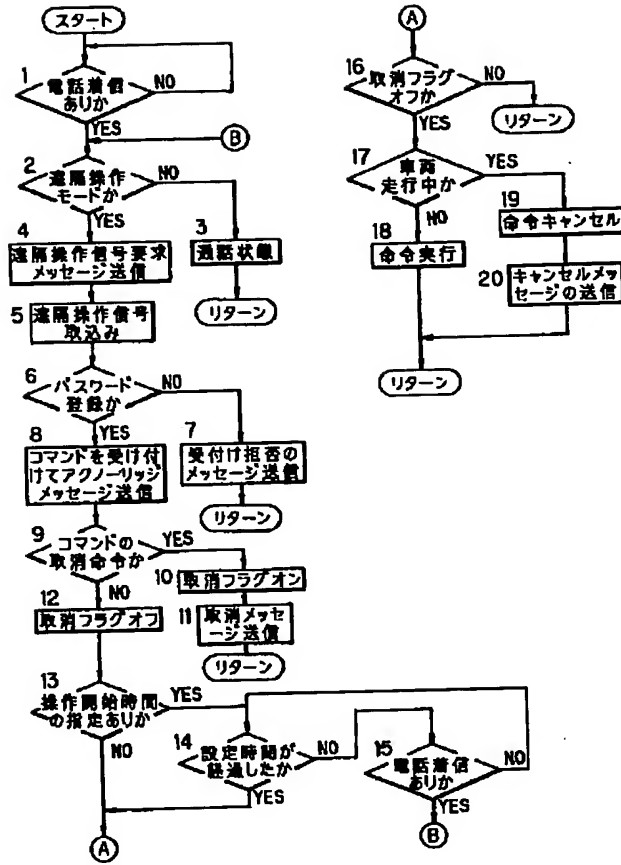 スタート
1
電話着信
ありか
NO
YES
B
2
遠隔操作
モードか
NO
YES
4
遠隔操作信号要求
メッセージ送信
3
通話状態
リターン
5
遠隔操作信号
取込み
6
パスワード
登録か
NO
YES
8
コマンドを受け付
けてアクノーリッジ
メッセージ送信
7
受付け拒否の
メッセージ送信
リターン
9
コマンドの
取消命令か
YES
NO
10
取消フラグオン
12
取消フラグオフ
11
取消メッセ
ージ送信
リターン
13
操作開始時間
の指定ありか
YES
NO
14
設定時間が
経過したか
NO
YES
15
電話着信
ありか
NO
YES
A
B
A
16
取消フラグ
オフか
NO
YES
リターン
17
車両
走行中か
YES
NO
18
命令実行
19
命令キャンセル
20
キャンセルメッ
セージの送信
リターン